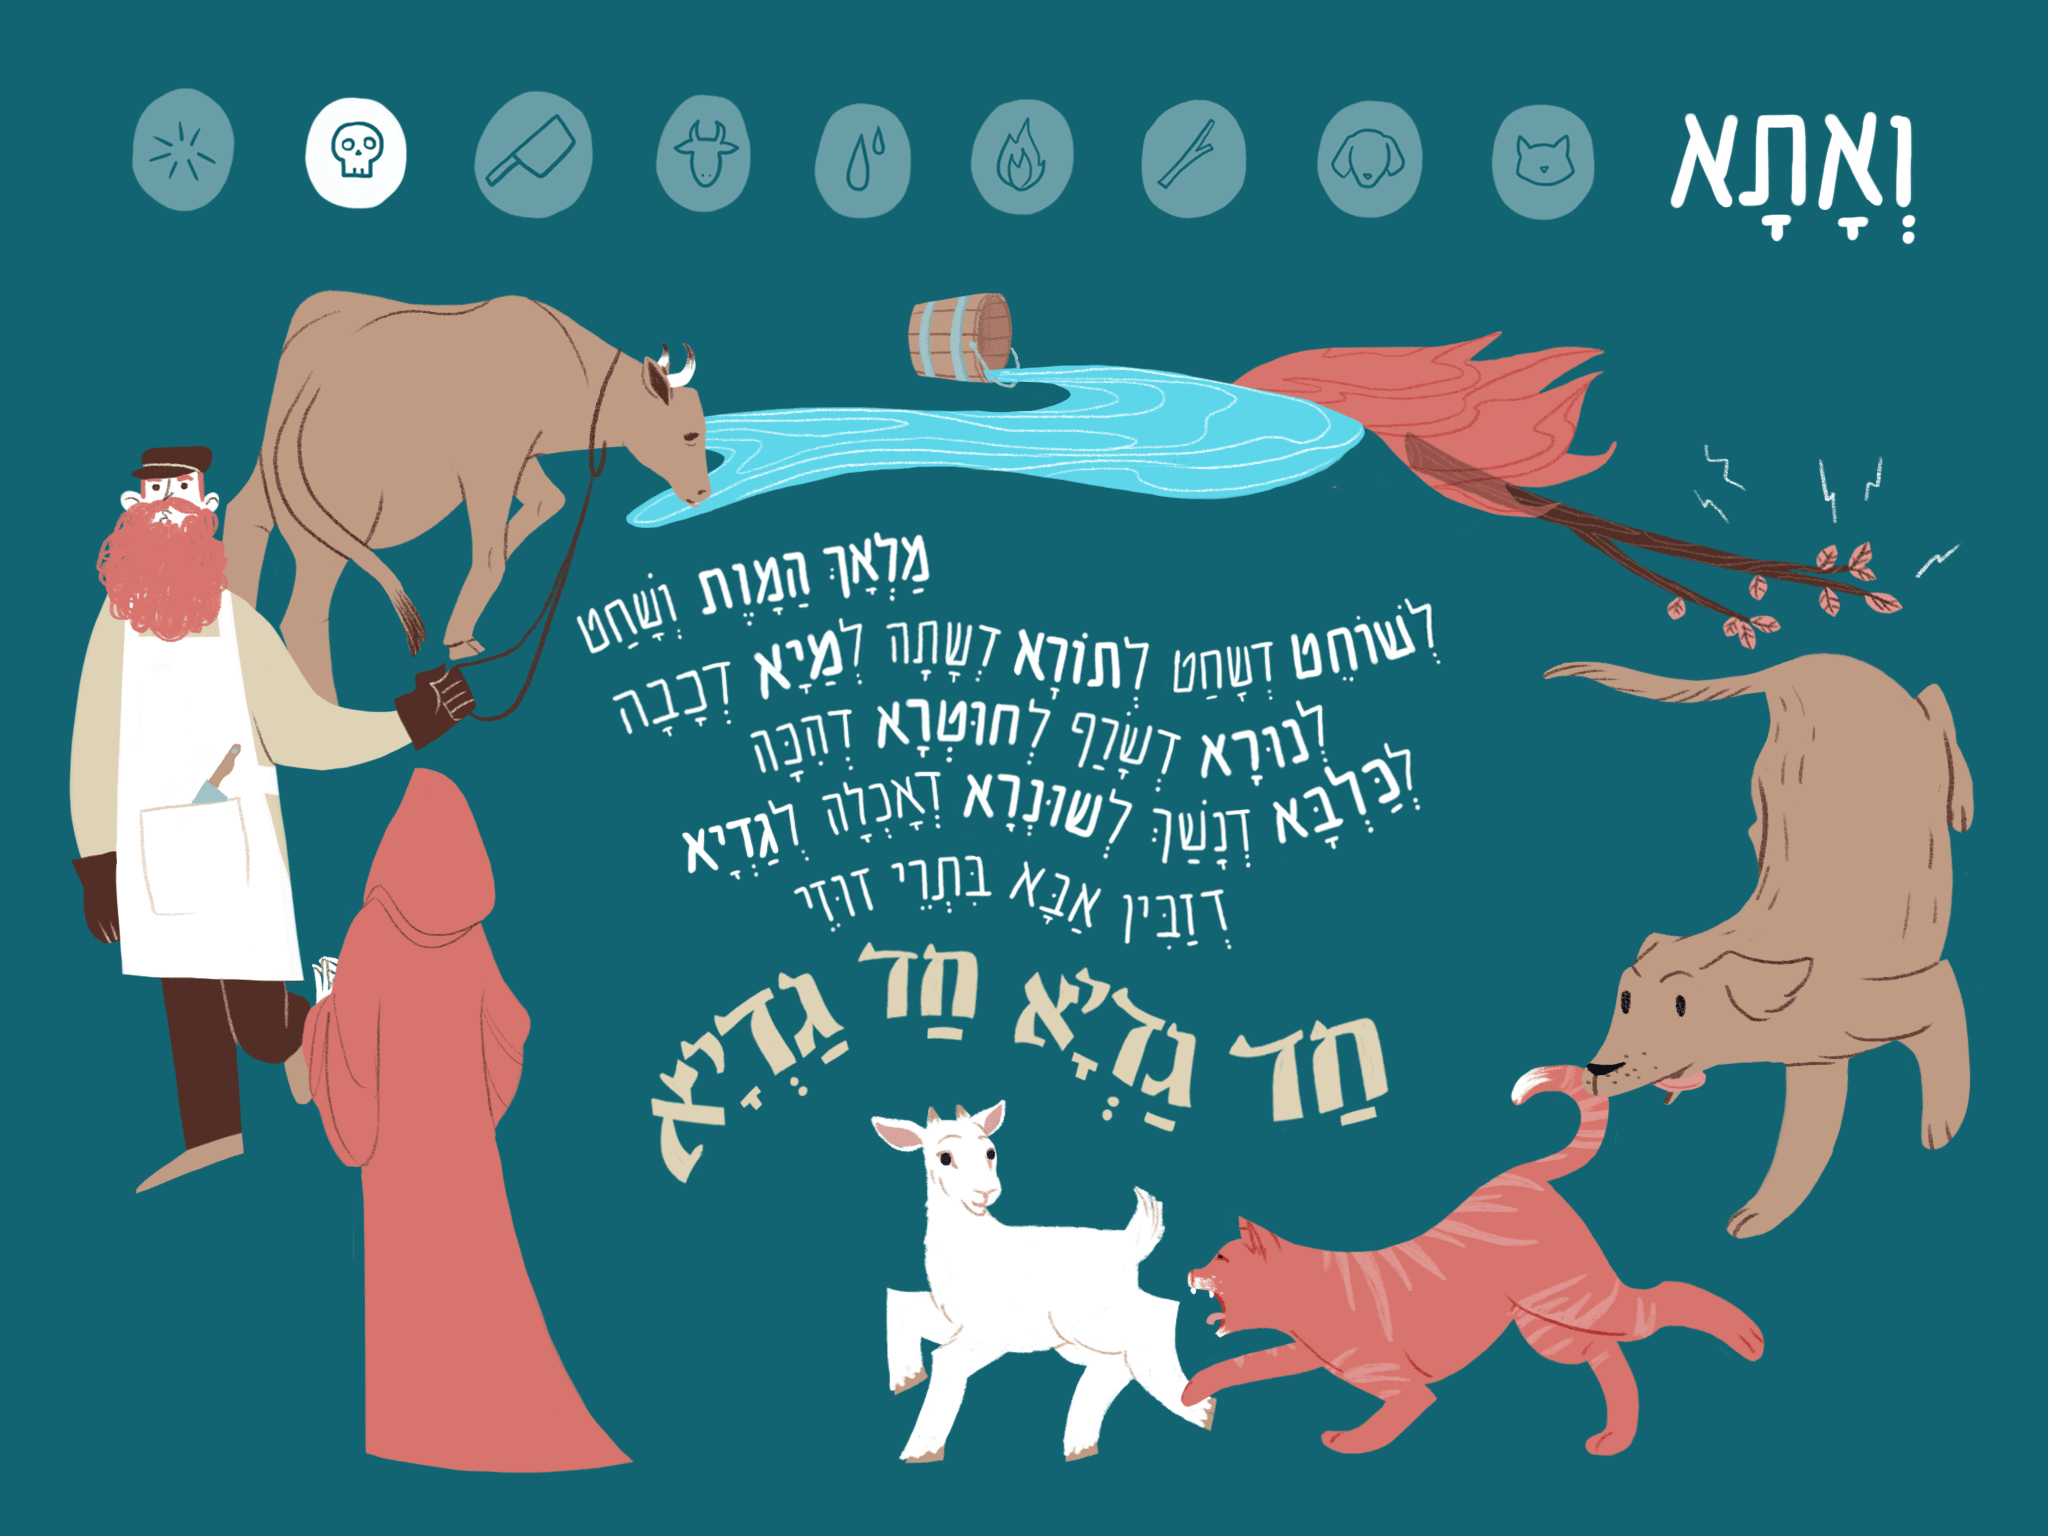 וְאָתָא
מַלְאָךְ הַמָּוֶת וְשָׁחַט
לְשׁוֹחֵט דְּשָׁחַט לְתוֹרָא דְּשָׁתָה לְמַיָא דְּכָבָה
לְנוּרָא דְּשָׂרַף לְחוּטְרָא דְּהִכָּה
לְכַּלְבָּא דְּנָשַׁךְ לְשׁוּנְרָא דְּאָכְלָה לְגַדְיָא
דְּזַבִּין אַבָּא בִּתְרֵי זוּזֵי
חַד גַּדְיָא חַד גַּדְיָא